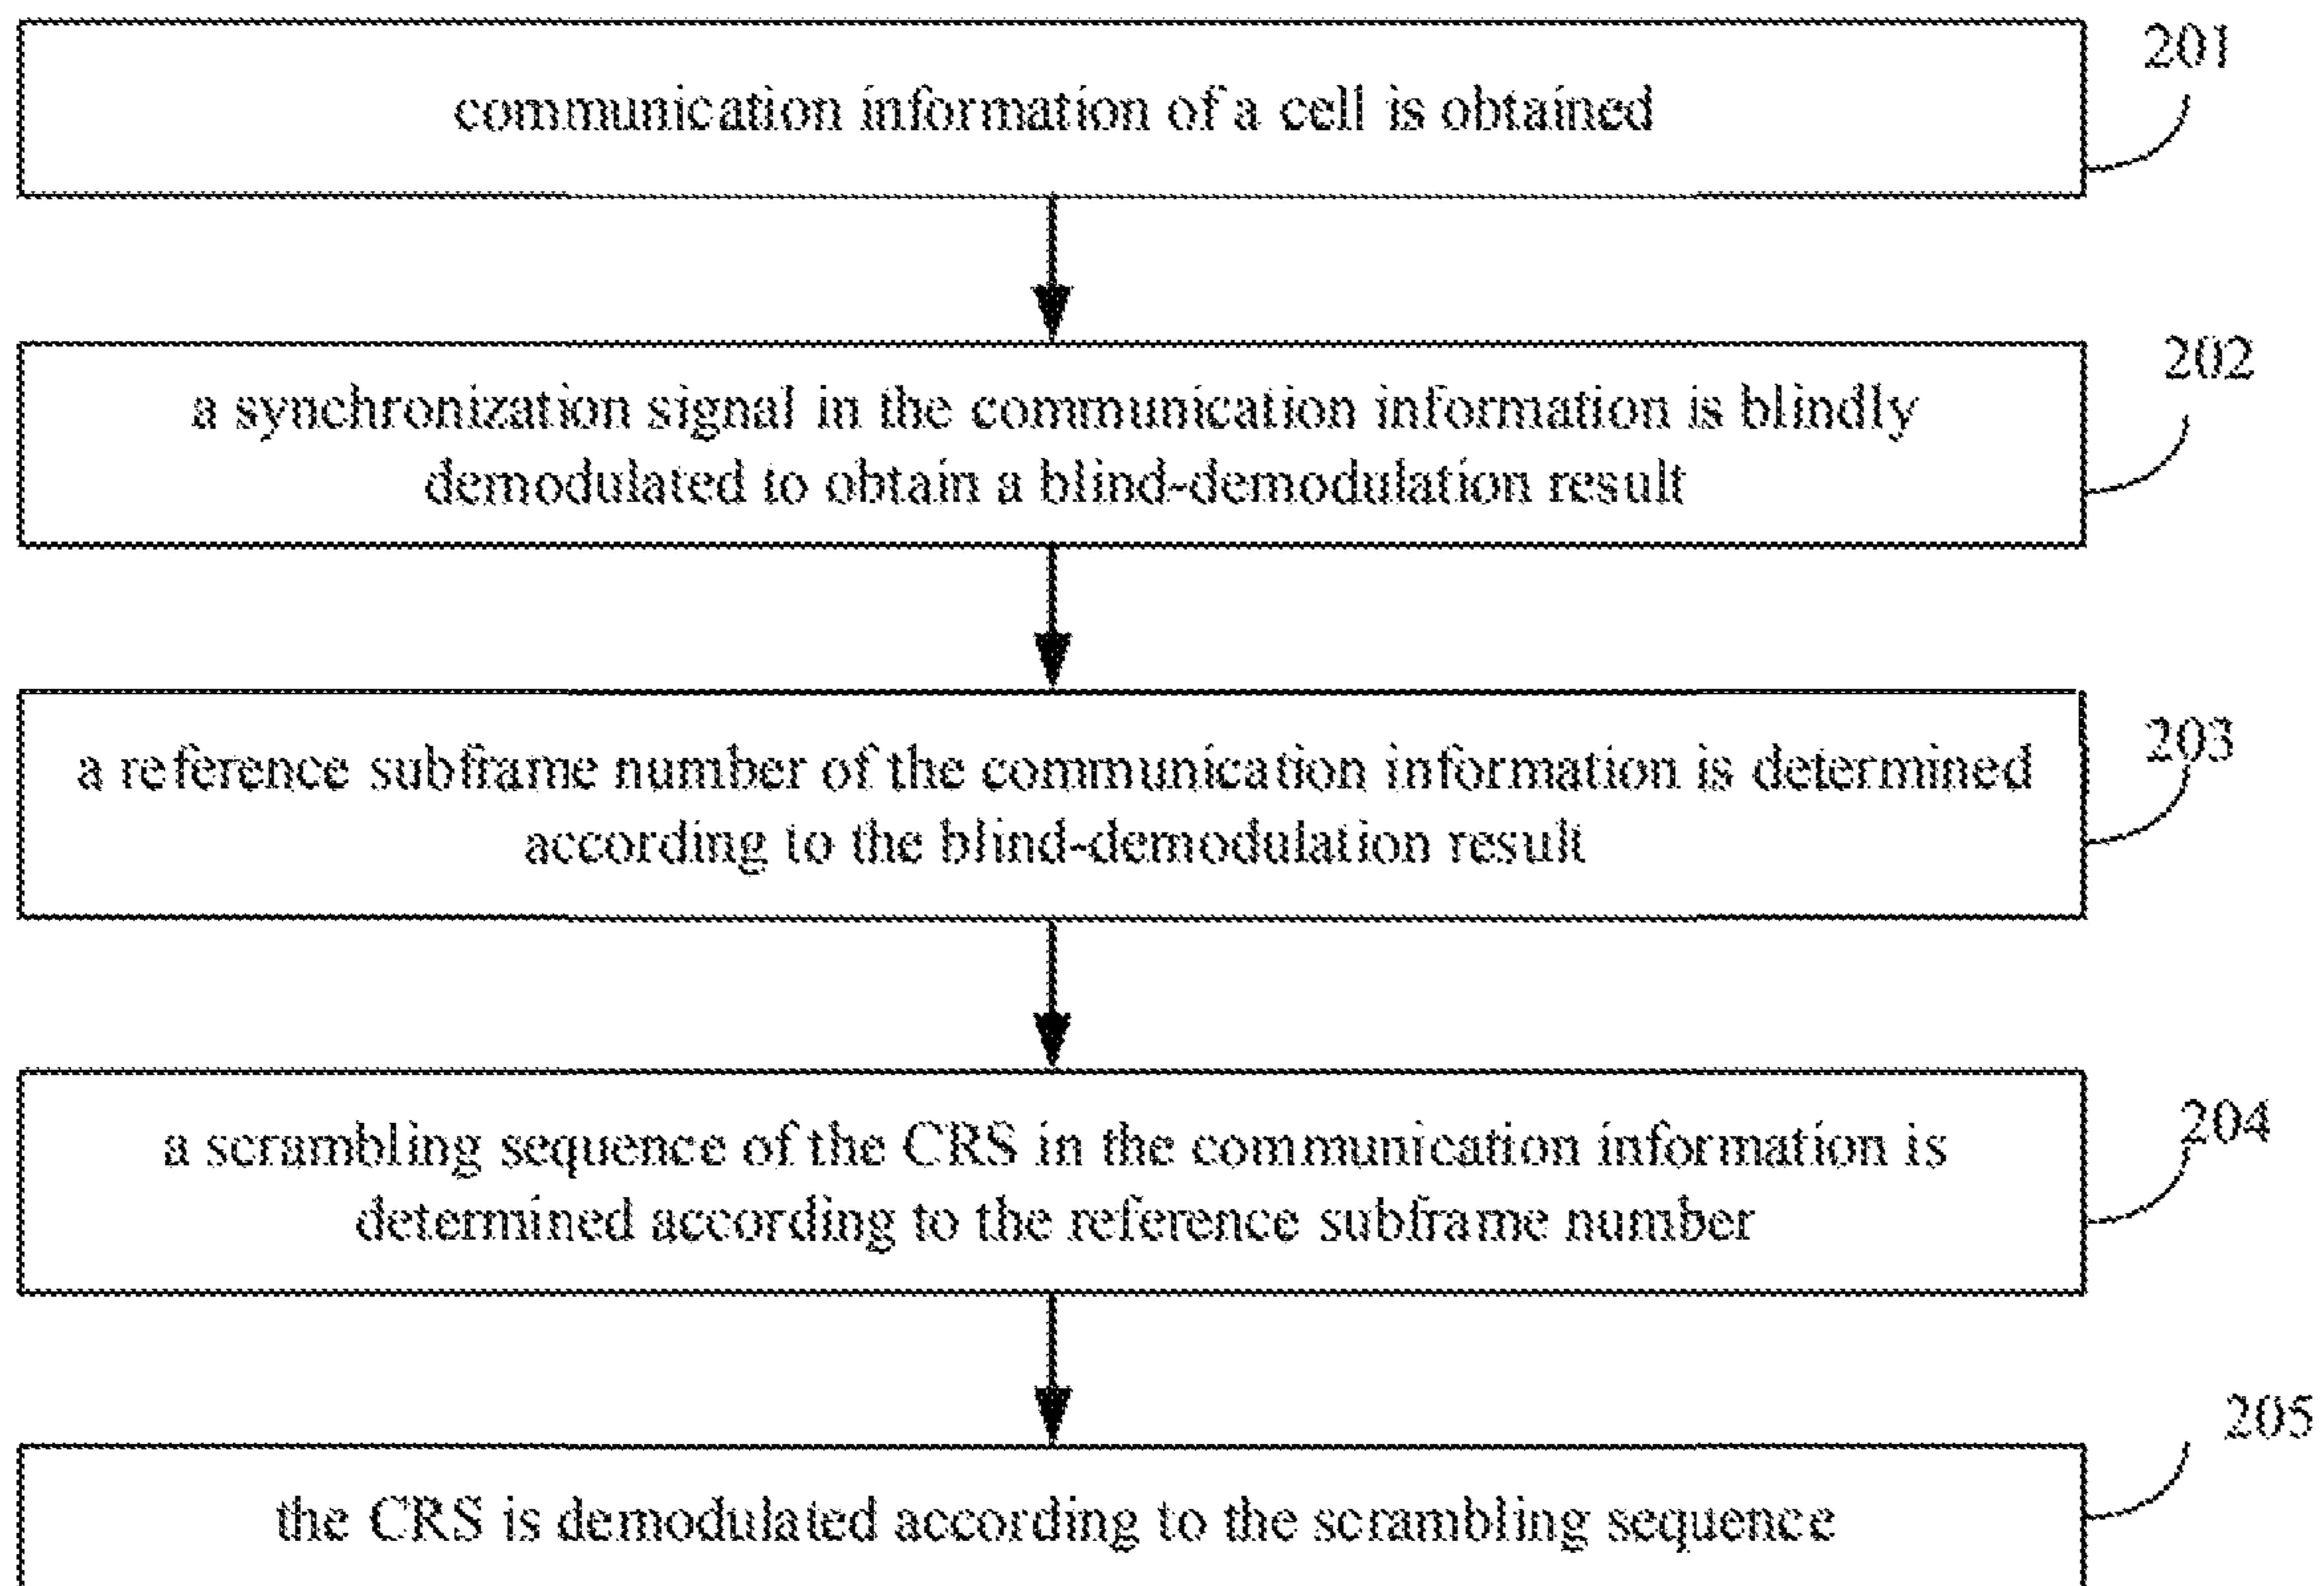 201
communication information of a cell is obtained
202
a synchronization signal in the communication information is blindly
demodulated to obtain a blind-demodulation result
203
a reference subframe number of the communication information is determined
according to the blind-demodulation result
204
a scrambling sequence of the CRS in the communication information is
determined according to the reference subframe number
205
the CRS is demodulated according to the scrambling sequence